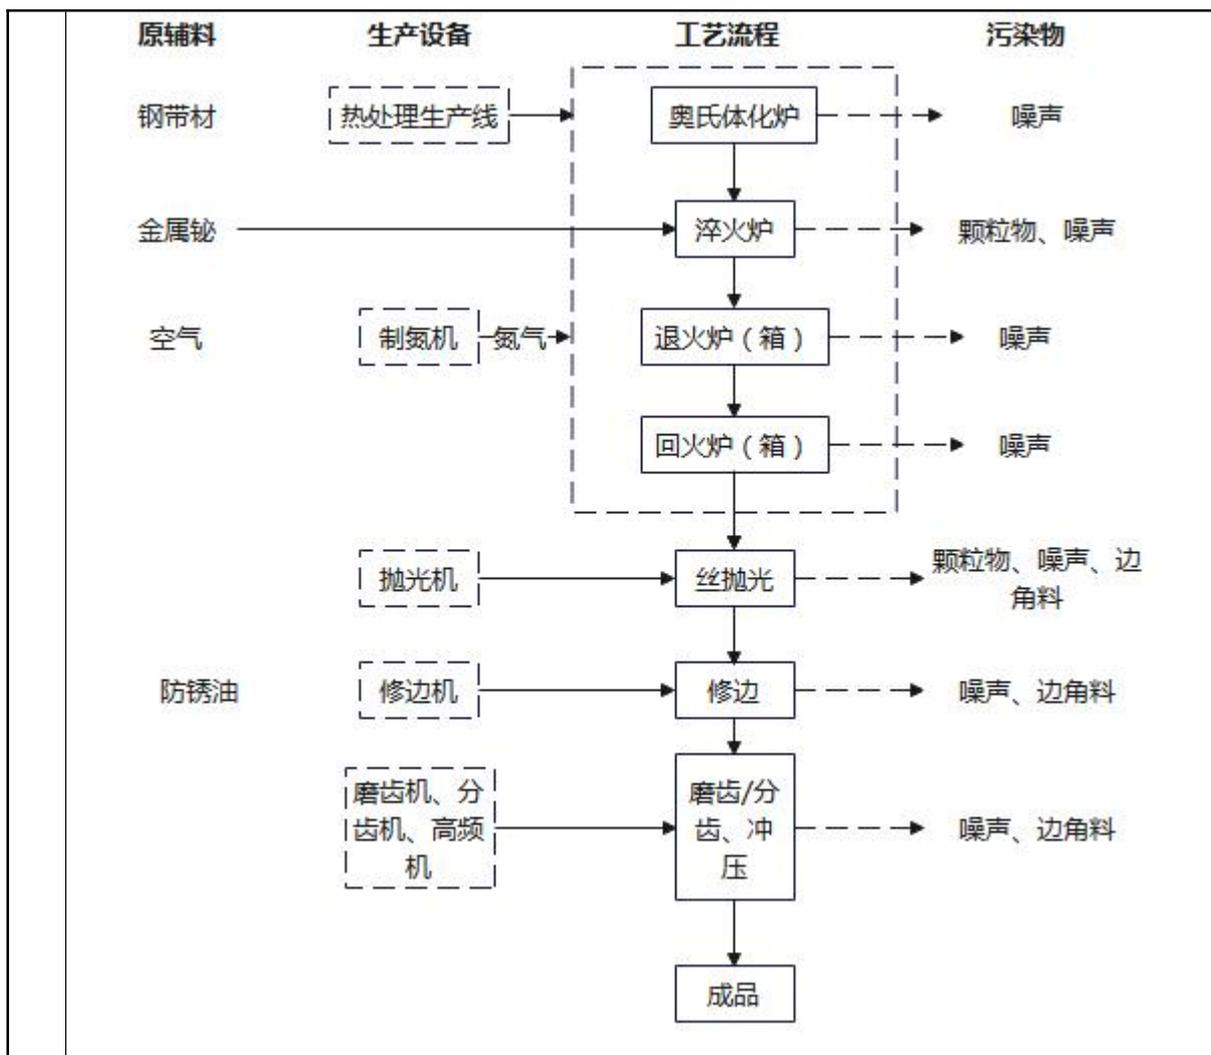 原辅料 生产设备 工艺流程 污染物
钢带材 热处理生产线 奥氏体化炉 噪声
金属铋 淬火炉 颗粒物、噪声
空气 制氮机 氮气 退火炉（箱） 噪声
回火炉（箱） 噪声
抛光机 丝抛光 颗粒物、噪声、边
角料
防锈油 修边机 修边 噪声、边角料
磨齿机、分
齿机、高频
机
磨齿/分
齿、冲
压
噪声、边角料
成品